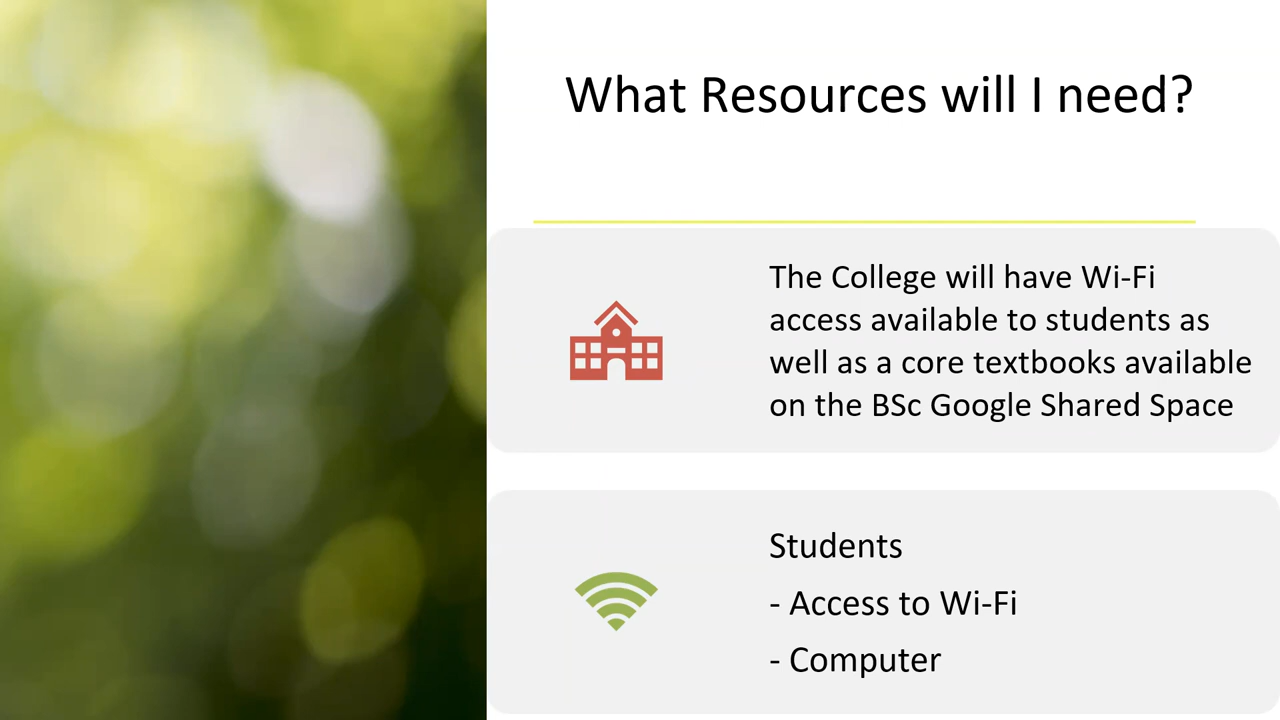 What Resources will I need?
The College will have Wi-Fi
access available to students as
well as a core textbooks available
on the BSc Google Shared Space
Students
- Access to Wi-Fi
- Computer